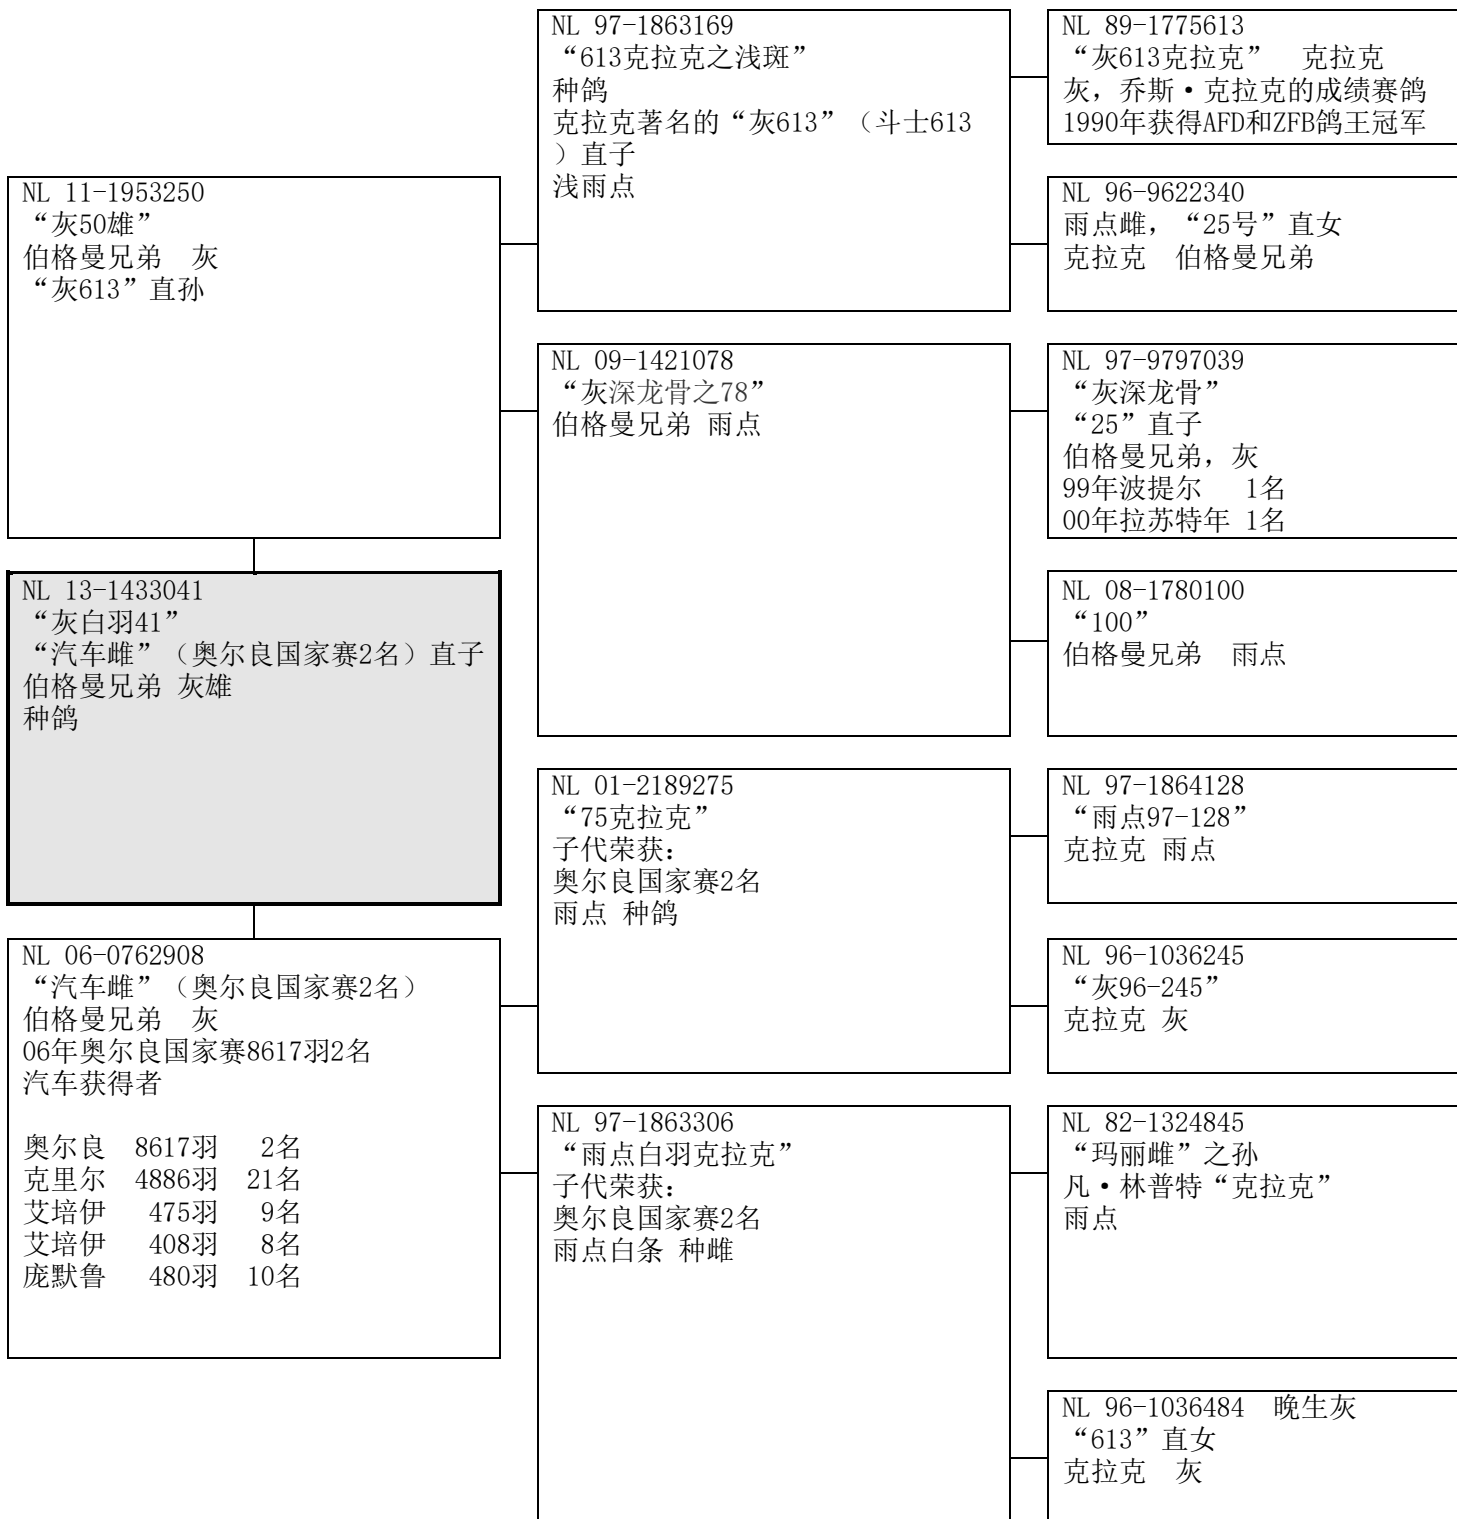 NL 11-1953250
“灰50雄”
伯格曼兄弟　灰
“灰613”直孙
NL 13-1433041
“灰白羽41”
“汽车雌”（奥尔良国家赛2名）直子
伯格曼兄弟 灰雄
种鸽
NL 06-0762908
“汽车雌”（奥尔良国家赛2名）
伯格曼兄弟　灰
06年奥尔良国家赛8617羽2名
汽车获得者
奥尔良　8617羽　 2名
克里尔　4886羽　21名
艾培伊　 475羽　 9名
艾培伊　 408羽　 8名
庞默鲁　 480羽　10名
NL 97-1863169
“613克拉克之浅斑”
种鸽
克拉克著名的“灰613”（斗士613
）直子
浅雨点
NL 09-1421078
“灰深龙骨之78”
伯格曼兄弟 雨点
NL 01-2189275
“75克拉克”
子代荣获：
奥尔良国家赛2名
雨点 种鸽
NL 97-1863306
“雨点白羽克拉克”
子代荣获：
奥尔良国家赛2名
雨点白条 种雌
NL 89-1775613
“灰613克拉克”　克拉克
灰，乔斯·克拉克的成绩赛鸽
1990年获得AFD和ZFB鸽王冠军
NL 96-9622340
雨点雌，“25号”直女
克拉克　伯格曼兄弟
NL 97-9797039
“灰深龙骨”
“25”直子
伯格曼兄弟，灰
99年波提尔　 1名
00年拉苏特年 1名
NL 08-1780100
“100”
伯格曼兄弟　雨点
NL 97-1864128
“雨点97-128”
克拉克 雨点
NL 96-1036245
“灰96-245”
克拉克 灰
NL 82-1324845
“玛丽雌”之孙
凡·林普特“克拉克”
雨点
NL 96-1036484　晚生灰
“613”直女
克拉克　灰